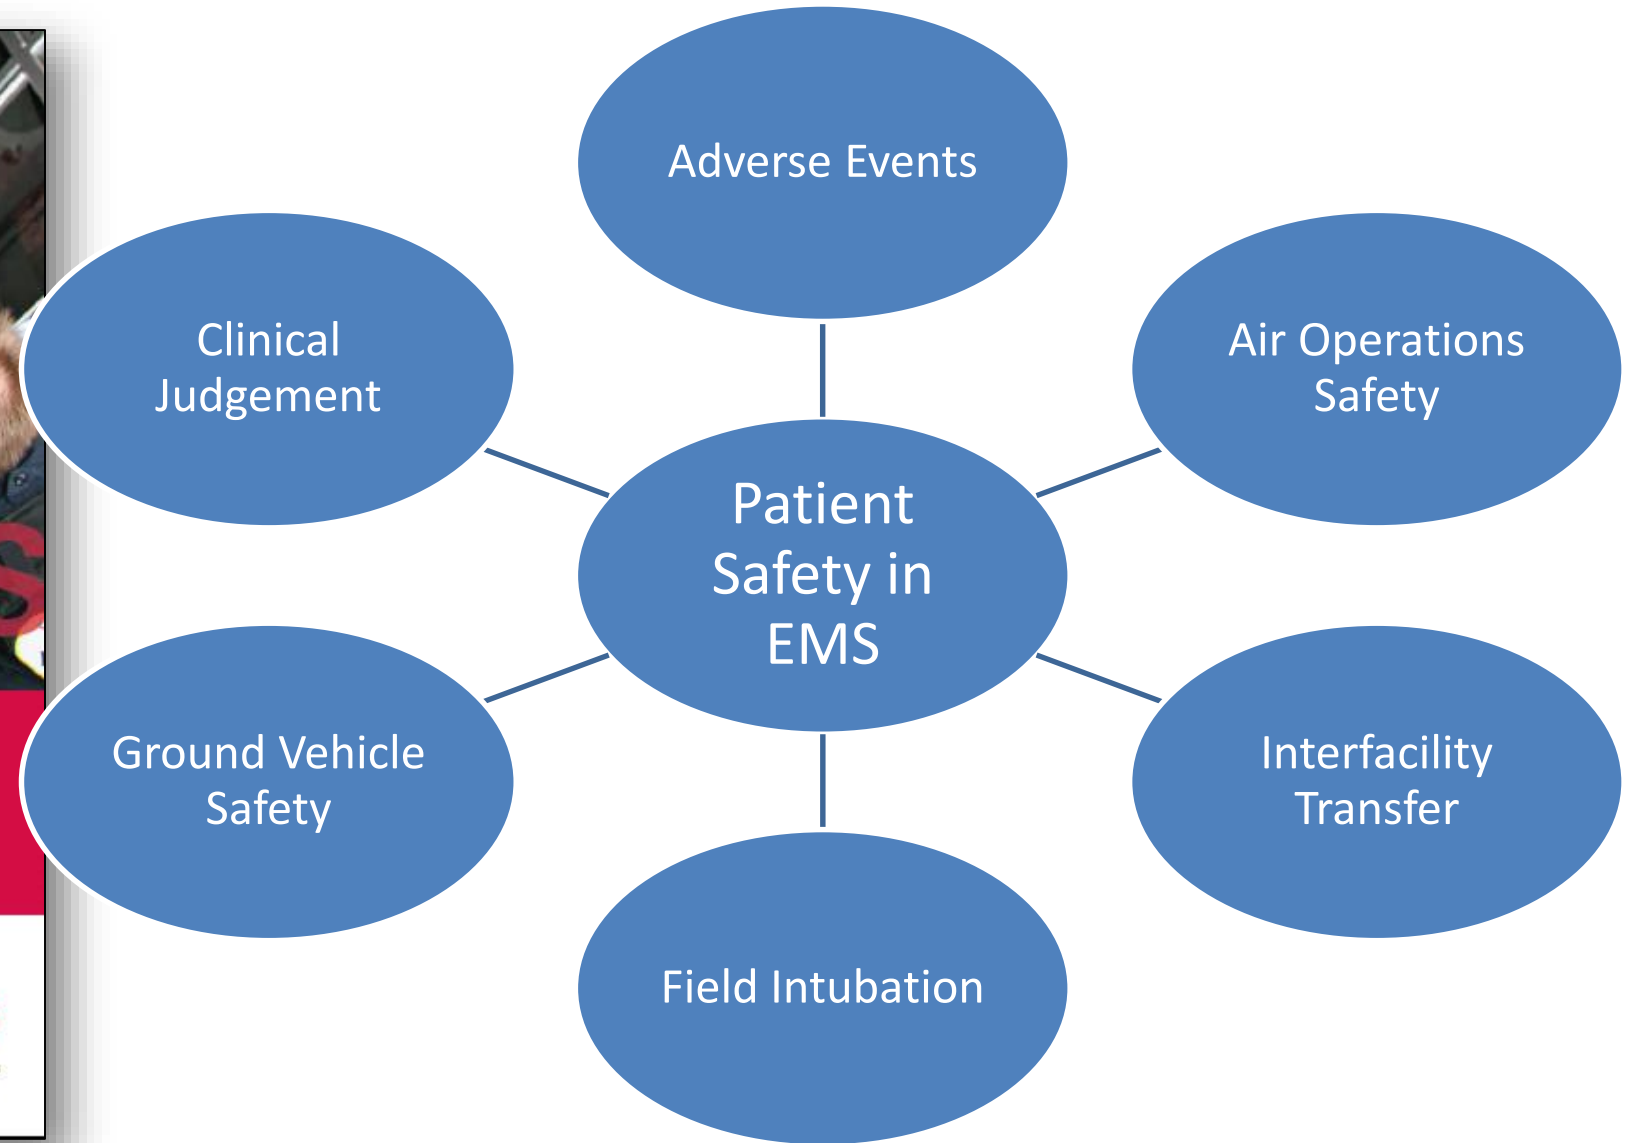 Adverse Events
Clinical
Judgement
Air Operations
Safety
Patient
Safety in
EMS
Ground Vehicle
Safety
Interfacility
Transfer
Field Intubation
S